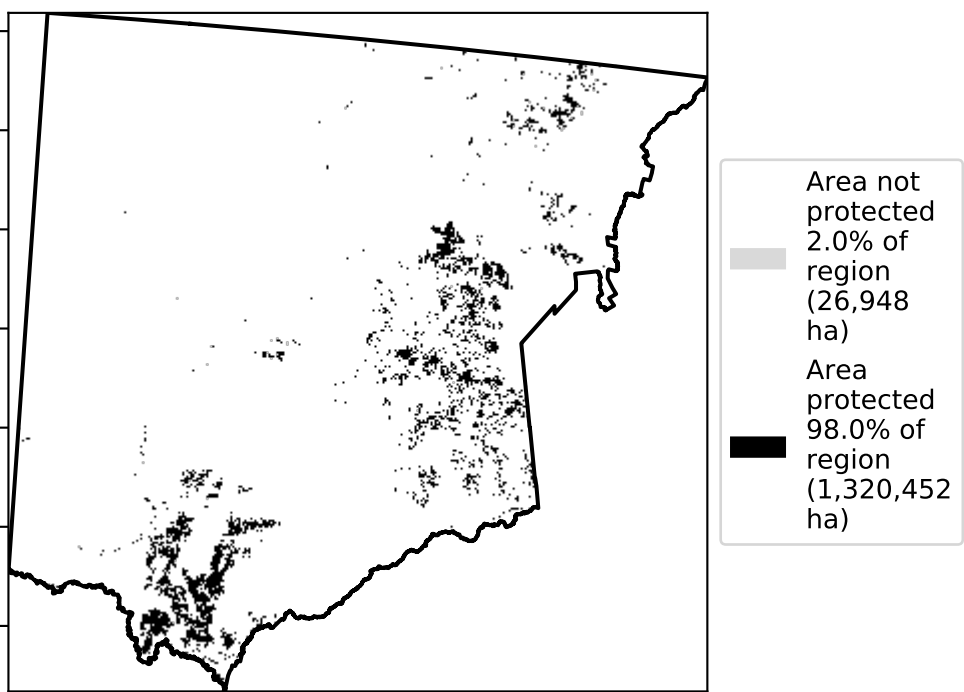 Area not
protected
2.0% of
region
(26,948
ha)
Area
protected
98.0% of
region
(1,320,452
ha)